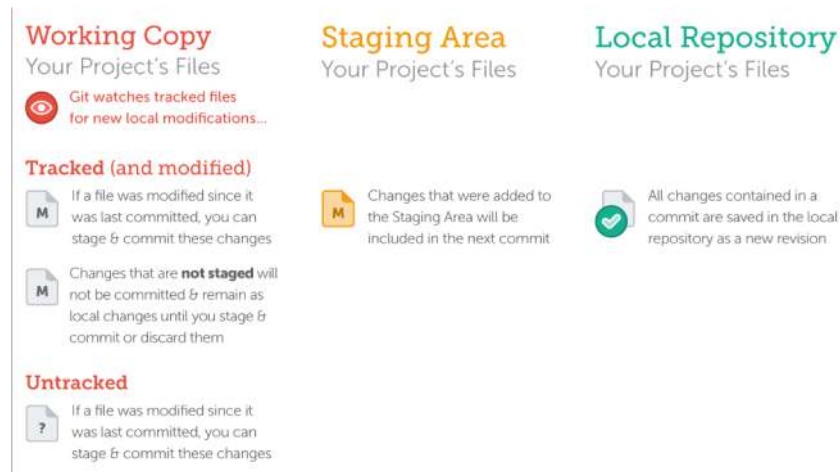 Working Copy
Your Project's Files
Git watches tracked files
for new local modifications...
Tracked (and modified)
M
If a file was modified since it
was last committed, you can
stage & commit these changes
M
Changes that are not staged will
not be committed & remain as
local changes until you stage &
commit or discard them
Untracked
?
If a file was modified since it
was last committed, you can
stage & commit these changes
Staging Area
Your Project's Files
M
Changes that were added to
the Staging Area will be
included in the next commit
Local Repository
Your Project's Files
All changes contained in a
commit are saved in the local
repository as a new revision